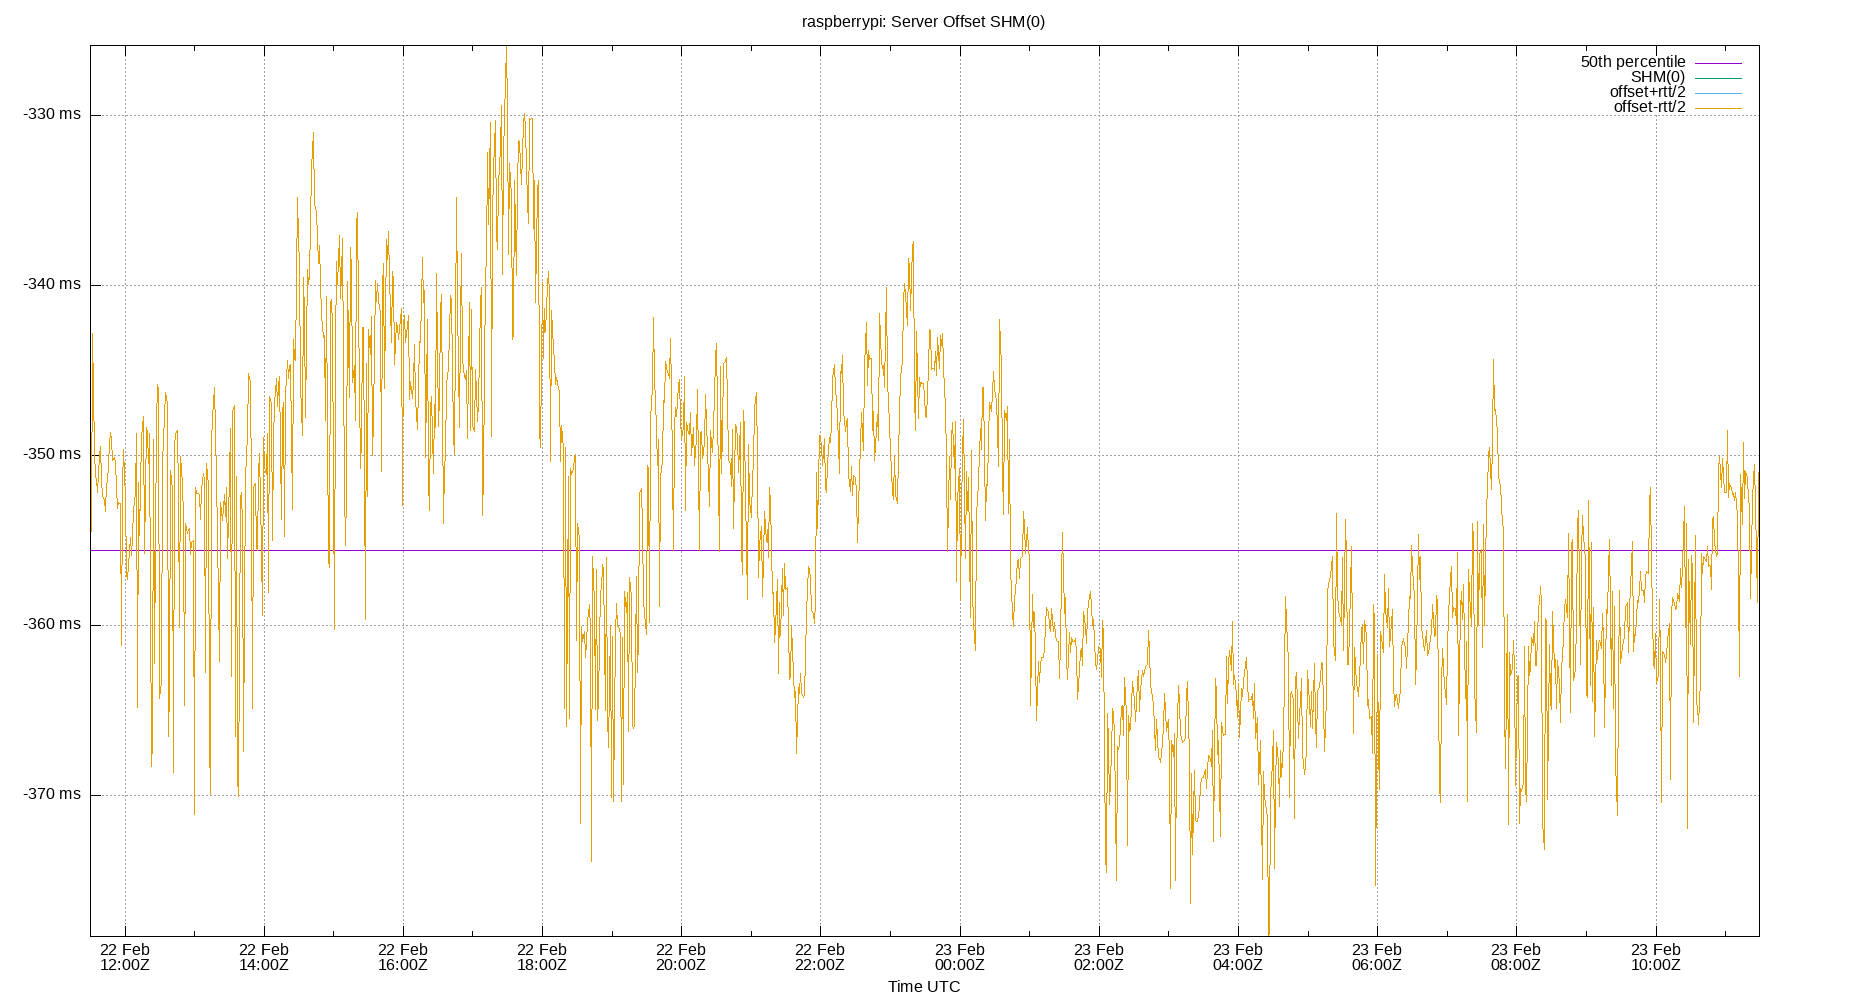 raspberrypi: Server Offset SHM(0)
50th percentile
SHM(0)
offset+rtt/2
offset-rtt/2
-330 ms
-340 ms
-350 ms
-360 ms
-370 ms
22 Feb 22 Feb 22 Feb 22 Feb 22 Feb 22 Feb 23 Feb 23 Feb 23 Feb 23 Feb 23 Feb 23 Feb
12:00Z 14:00Z 16:00Z 18:00Z 20:00Z 22:00Z 00:00Z 02:00Z 04:00Z 06:00Z 08:00Z 10:00Z
Time UTC